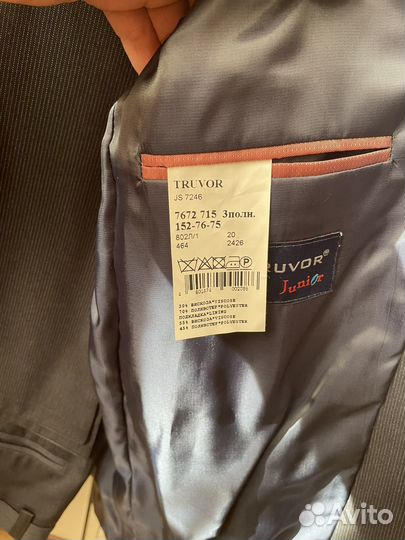 TRUVOR
JS 7246
7672 715 3полн.
152-76-75
802Л/1 20
464 2426
30% ВИСКОЗА*VISCOSE
70% ПОЛИЭСТЕР*POLYESTER
ПОДКЛАДКА*LINING
55% ВИСКОЗА*VISCOSE
45% ПОЛИЭСТЕР*POLYESTER
TRUVOR
Junior
Avito